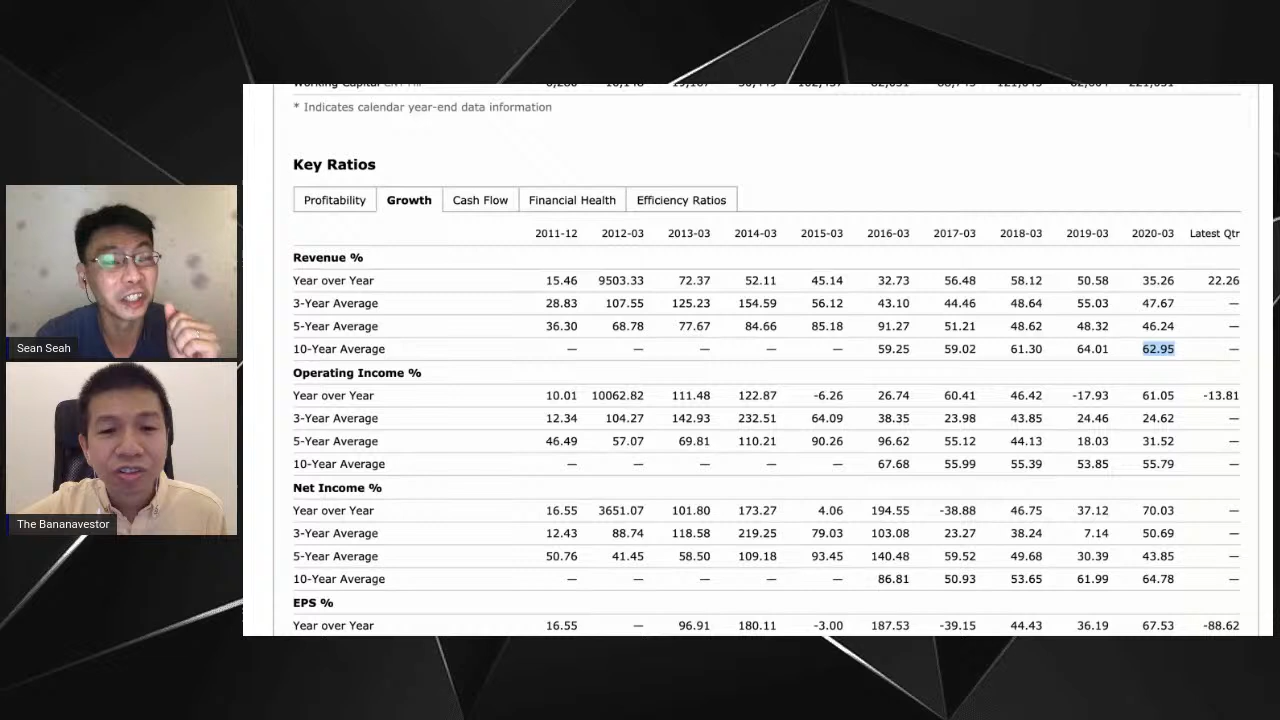 * Indicates calendar year-end data information
Key Ratios
Profitability Growth Cash Flow Financial Health Efficiency Ratios
2011-12 2012-03 2013-03 2014-03 2015-03 2016-03 2017-03 2018-03 2019-03 2020-03 Latest Qtr
Revenue %
Year over Year 15.46 9503.33 72.37 52.11 45.14 32.73 56.48 58.12 50.58 35.26 22.26
3-Year Average 28.83 107.55 125.23 154.59 56.12 43.10 44.46 48.64 55.03 47.67 —
5-Year Average 36.30 68.78 77.67 84.66 85.18 91.27 51.21 48.62 48.32 46.24 —
10-Year Average — — — — — 59.25 59.02 61.30 64.01 62.95 —
Operating Income %
Year over Year 10.01 10062.82 111.48 122.87 -6.26 26.74 60.41 46.42 -17.93 61.05 -13.81
3-Year Average 12.34 104.27 142.93 232.51 64.09 38.35 23.98 43.85 24.46 24.62 —
5-Year Average 46.49 57.07 69.81 110.21 90.26 96.62 55.12 44.13 18.03 31.52 —
10-Year Average — — — — — 67.68 55.99 55.39 53.85 55.79 —
Net Income %
Year over Year 16.55 3651.07 101.80 173.27 4.06 194.55 -38.88 46.75 37.12 70.03 —
3-Year Average 12.43 88.74 118.58 219.25 79.03 103.08 23.27 38.24 7.14 50.69 —
5-Year Average 50.76 41.45 58.50 109.18 93.45 140.48 59.52 49.68 30.39 43.85 —
10-Year Average — — — — — 86.81 50.93 53.65 61.99 64.78 —
EPS %
Year over Year 16.55 — 96.91 180.11 -3.00 187.53 -39.15 44.43 36.19 67.53 -88.62
Sean Seah
The Bananavestor